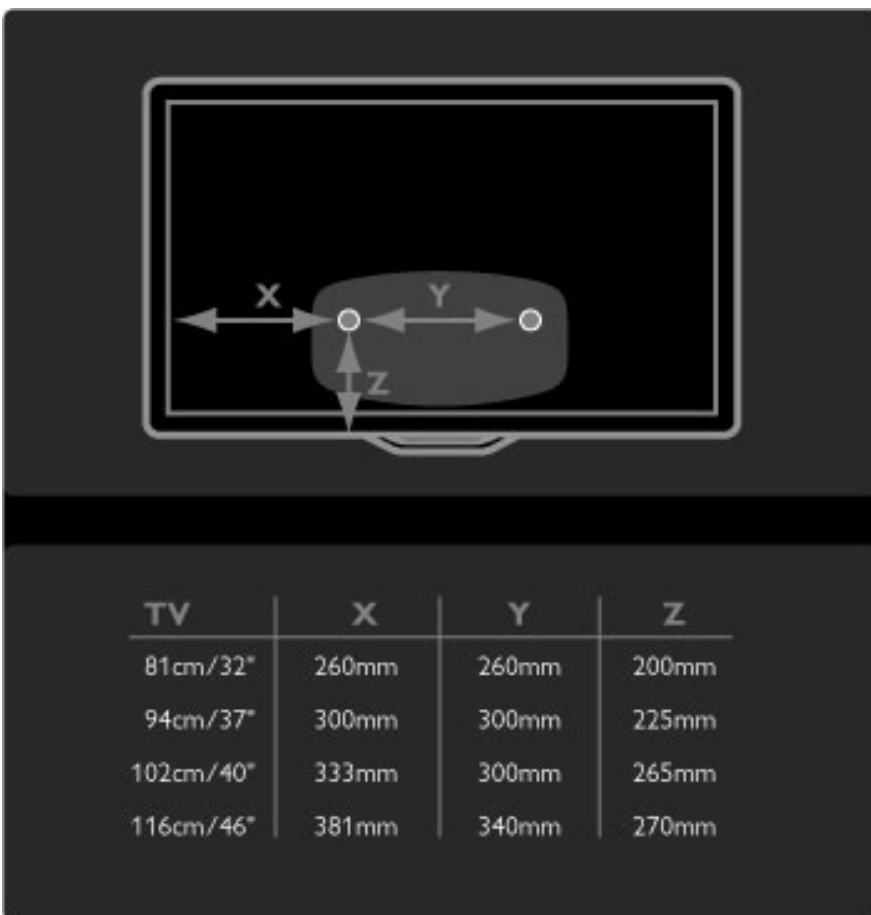 X Y
Z
TV X Y Z
81cm/32" 260mm 260mm 200mm
94cm/37" 300mm 300mm 225mm
102cm/40" 333mm 300mm 265mm
116cm/46" 381mm 340mm 270mm